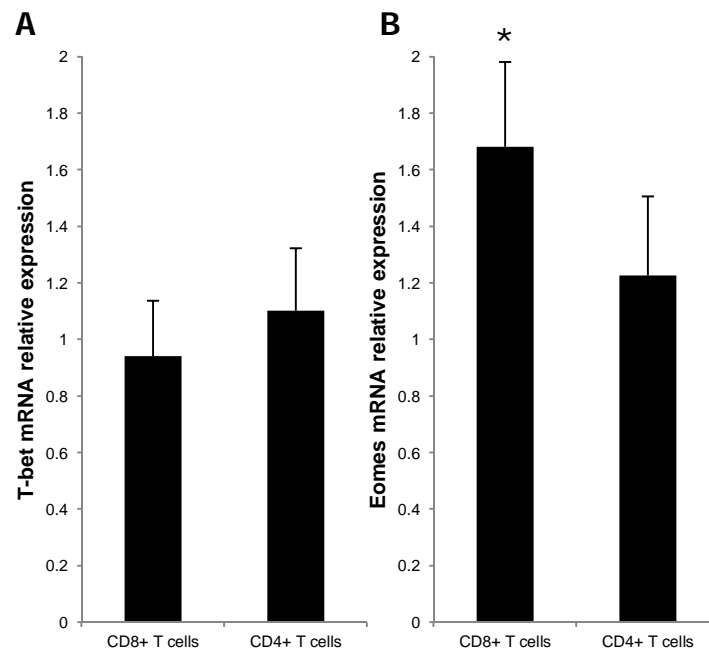 A
T-bet mRNA relative expression
2
1.8
1.6
1.4
1.2
1
0.8
0.6
0.4
0.2
0
CD8+ T cells
CD4+ T cells
B
*
Eomes mRNA relative expression
2
1.8
1.6
1.4
1.2
1
0.8
0.6
0.4
0.2
0
CD8+ T cells
CD4+ T cells